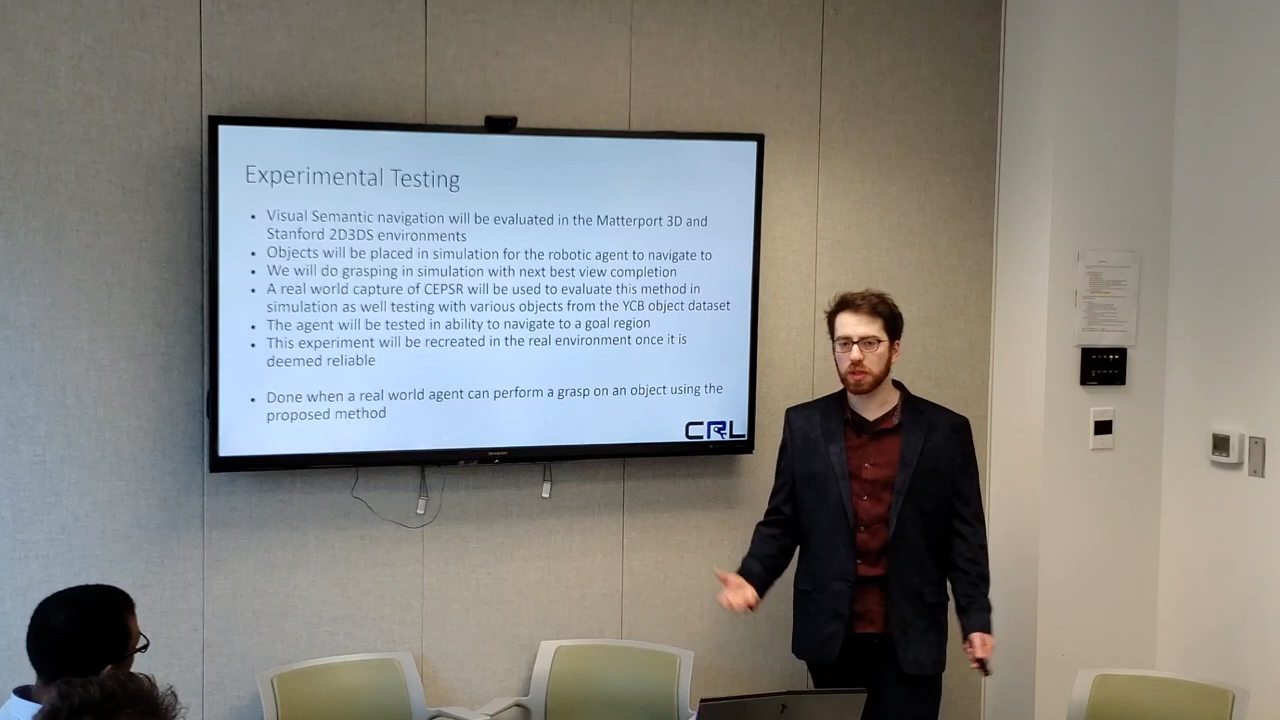 Experimental Testing
• Visual Semantic navigation will be evaluated in the Matterport 3D and
Stanford 2D3DS environments
• Objects will be placed in simulation for the robotic agent to navigate to
• We will do grasping in simulation with next best view completion
• A real world capture of CEPSR will be used to evaluate this method in
simulation as well testing with various objects from the YCB object dataset
• The agent will be tested in ability to navigate to a goal region
• This experiment will be recreated in the real environment once it is
deemed reliable
• Done when a real world agent can perform a grasp on an object using the
proposed method
CRL